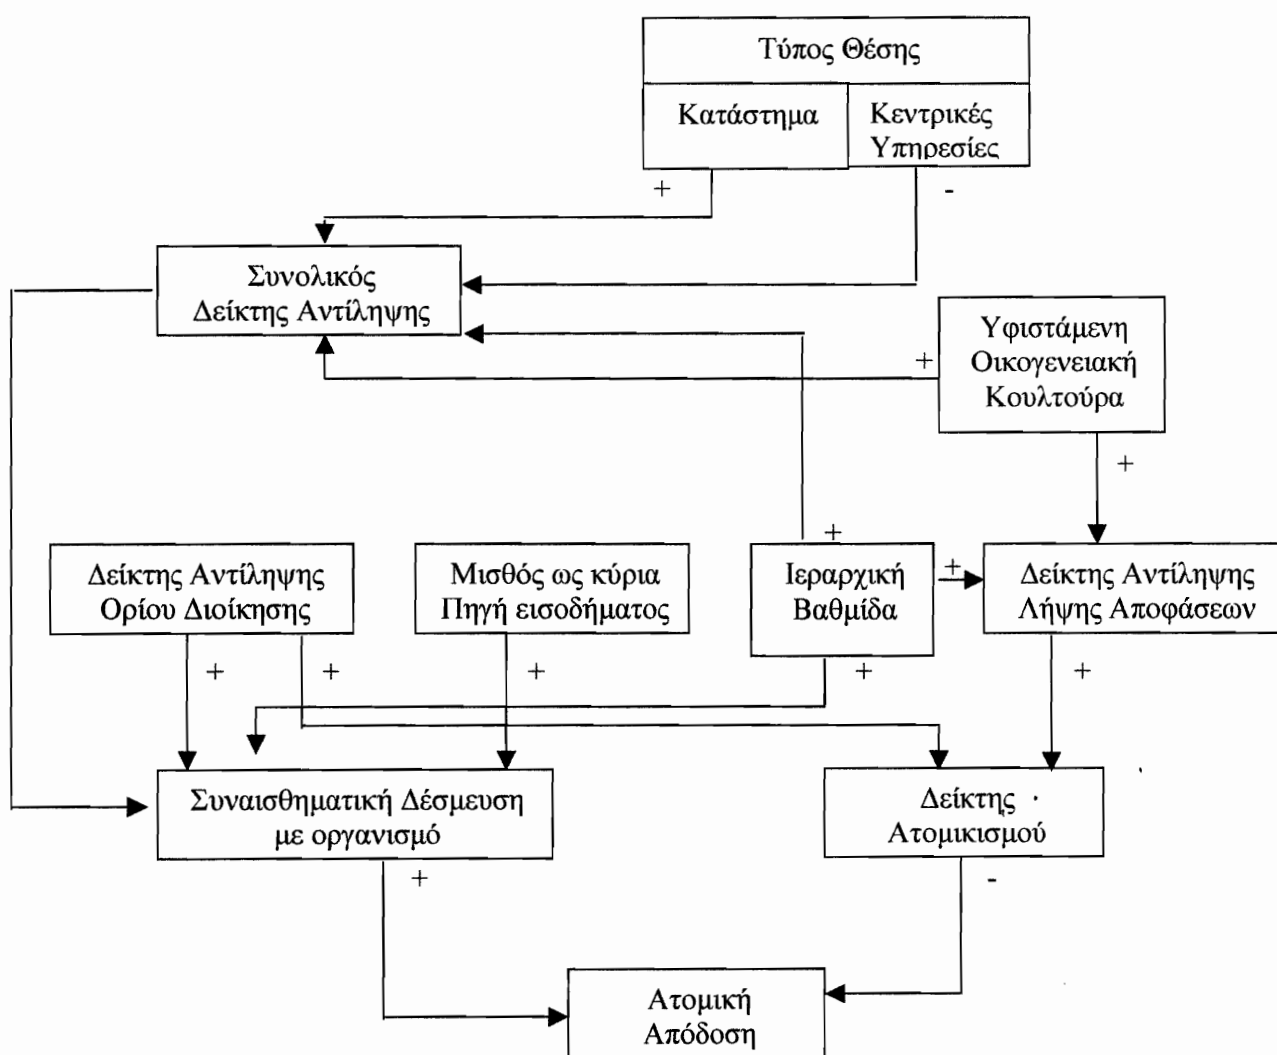 Τύπος Θέσης
Κατάστημα
Κεντρικές
Υπηρεσίες
+
-
Συνολικός
Δείκτης Αντίληψης
Υφιστάμενη
Οικογενειακή
Κουλτούρα
+
+
+
Δείκτης Αντίληψης
Ορίου Διοίκησης
Μισθός ως κύρια
Πηγή εισοδήματος
Ιεραρχική
Βαθμίδα
+
Δείκτης Αντίληψης
Λήψης Αποφάσεων
+
+
+
+
+
Συναισθηματική Δέσμευση
με οργανισμό
Δείκτης
Ατομικισμού
+
-
Ατομική
Απόδοση